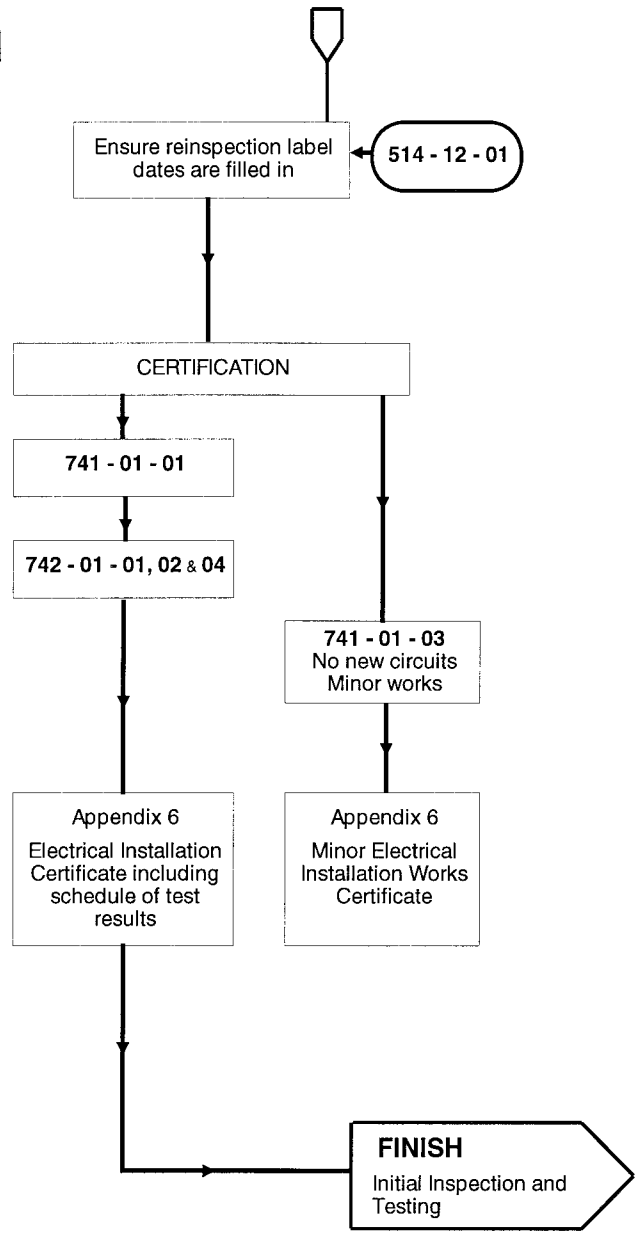 Ensure reinspection label
dates are filled in
514 - 12 - 01
CERTIFICATION
741 - 01 - 01
742 - 01 - 01, 02 & 04
741 - 01 - 03
No new circuits
Minor works
Appendix 6
Electrical Installation
Certificate including
schedule of test
results
Appendix 6
Minor Electrical
Installation Works
Certificate
FINISH
Initial Inspection and
Testing